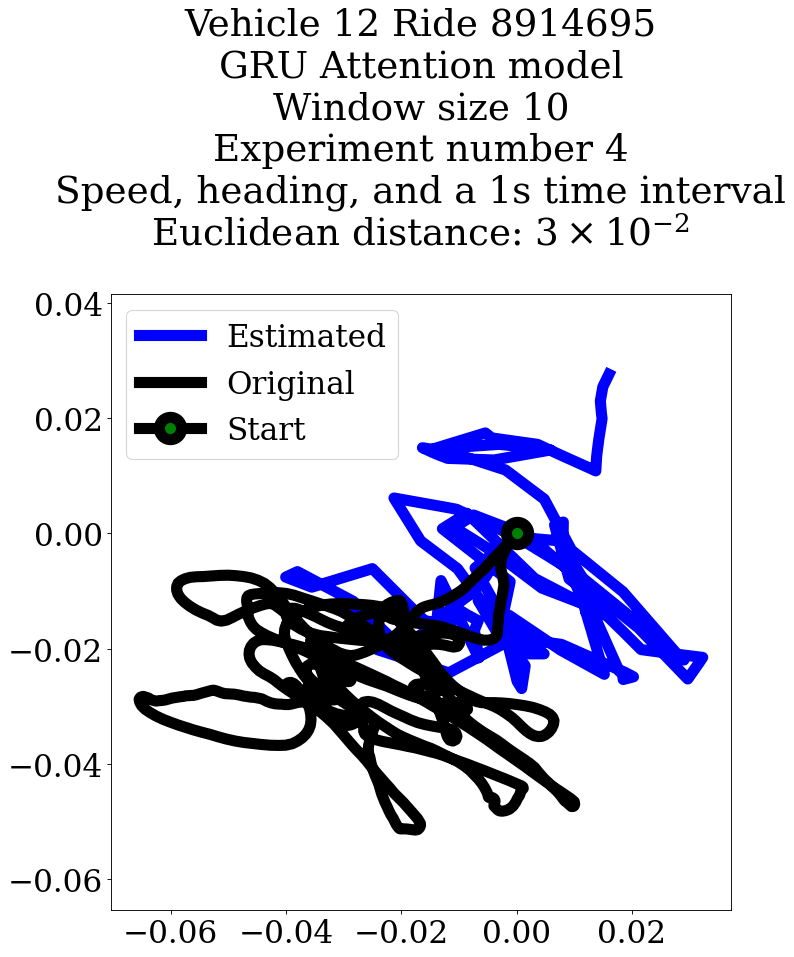 Vehicle 12 Ride 8914695
GRU Attention model
Window size 10
Experiment number 4
Speed, heading, and a 1s time interval
Euclidean distance: 3 × 10⁻²
0.04
0.02
0.00
−0.02
−0.04
−0.06
Estimated
Original
Start
−0.06 −0.04 −0.02 0.00 0.02